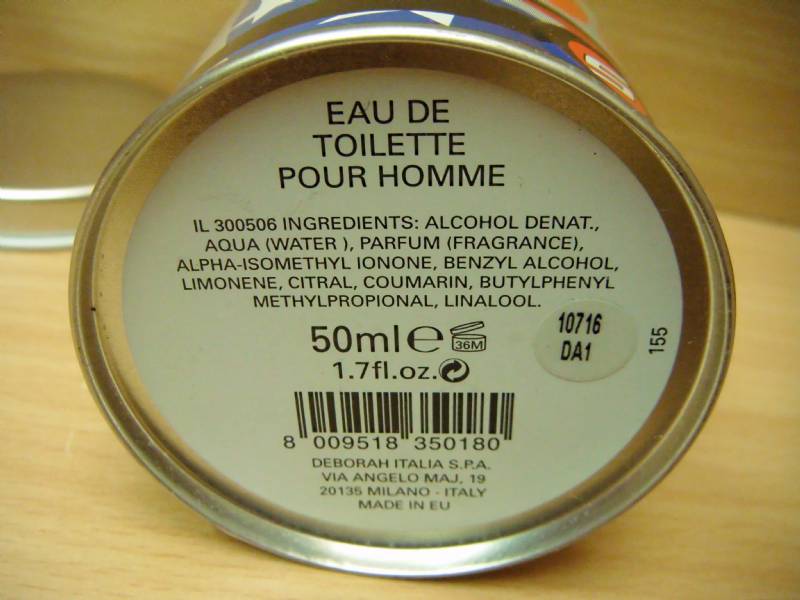 EAU DE
TOILETTE
POUR HOMME
IL 300506 INGREDIENTS: ALCOHOL DENAT.,
AQUA (WATER ), PARFUM (FRAGRANCE),
ALPHA-ISOMETHYL IONONE, BENZYL ALCOHOL,
LIMONENE, CITRAL, COUMARIN, BUTYLPHENYL
METHYLPROPIONAL, LINALOOL.
50ml e 36M
1.7fl.oz.
10716
DA1
155
8 009518 350180
DEBORAH ITALIA S.P.A.
VIA ANGELO MAJ, 19
20135 MILANO - ITALY
MADE IN EU